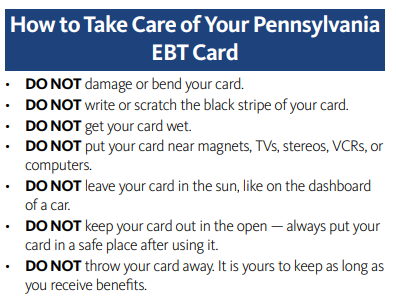 How to Take Care of Your Pennsylvania
EBT Card
• DO NOT damage or bend your card.
• DO NOT write or scratch the black stripe of your card.
• DO NOT get your card wet.
• DO NOT put your card near magnets, TVs, stereos, VCRs, or
computers.
• DO NOT leave your card in the sun, like on the dashboard
of a car.
• DO NOT keep your card out in the open — always put your
card in a safe place after using it.
• DO NOT throw your card away. It is yours to keep as long as
you receive benefits.